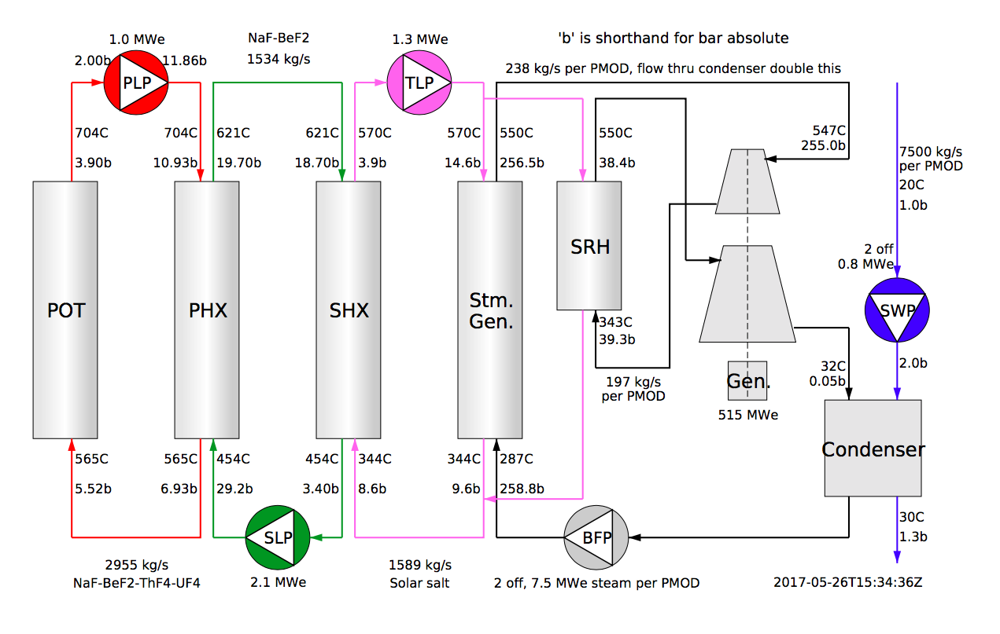 1.0 MWe
NaF-BeF2
1534 kg/s
1.3 MWe
'b' is shorthand for bar absolute
238 kg/s per PMOD, flow thru condenser double this
2.00b
11.86b
PLP
TLP
704C
3.90b
704C
10.93b
621C
19.70b
621C
18.70b
570C
3.9b
570C
14.6b
550C
256.5b
550C
38.4b
547C
255.0b
7500 kg/s
per PMOD
20C
1.0b
2 off
0.8 MWe
SWP
2.0b
POT
PHX
SHX
Stm.
Gen.
SRH
343C
39.3b
197 kg/s
per PMOD
Gen.
515 MWe
32C
0.05b
Condenser
30C
1.3b
565C
5.52b
565C
6.93b
454C
29.2b
454C
3.40b
344C
8.6b
344C
9.6b
287C
258.8b
SLP
BFP
2955 kg/s
NaF-BeF2-ThF4-UF4
2.1 MWe
1589 kg/s
Solar salt
2 off, 7.5 MWe steam per PMOD
2017-05-26T15:34:36Z